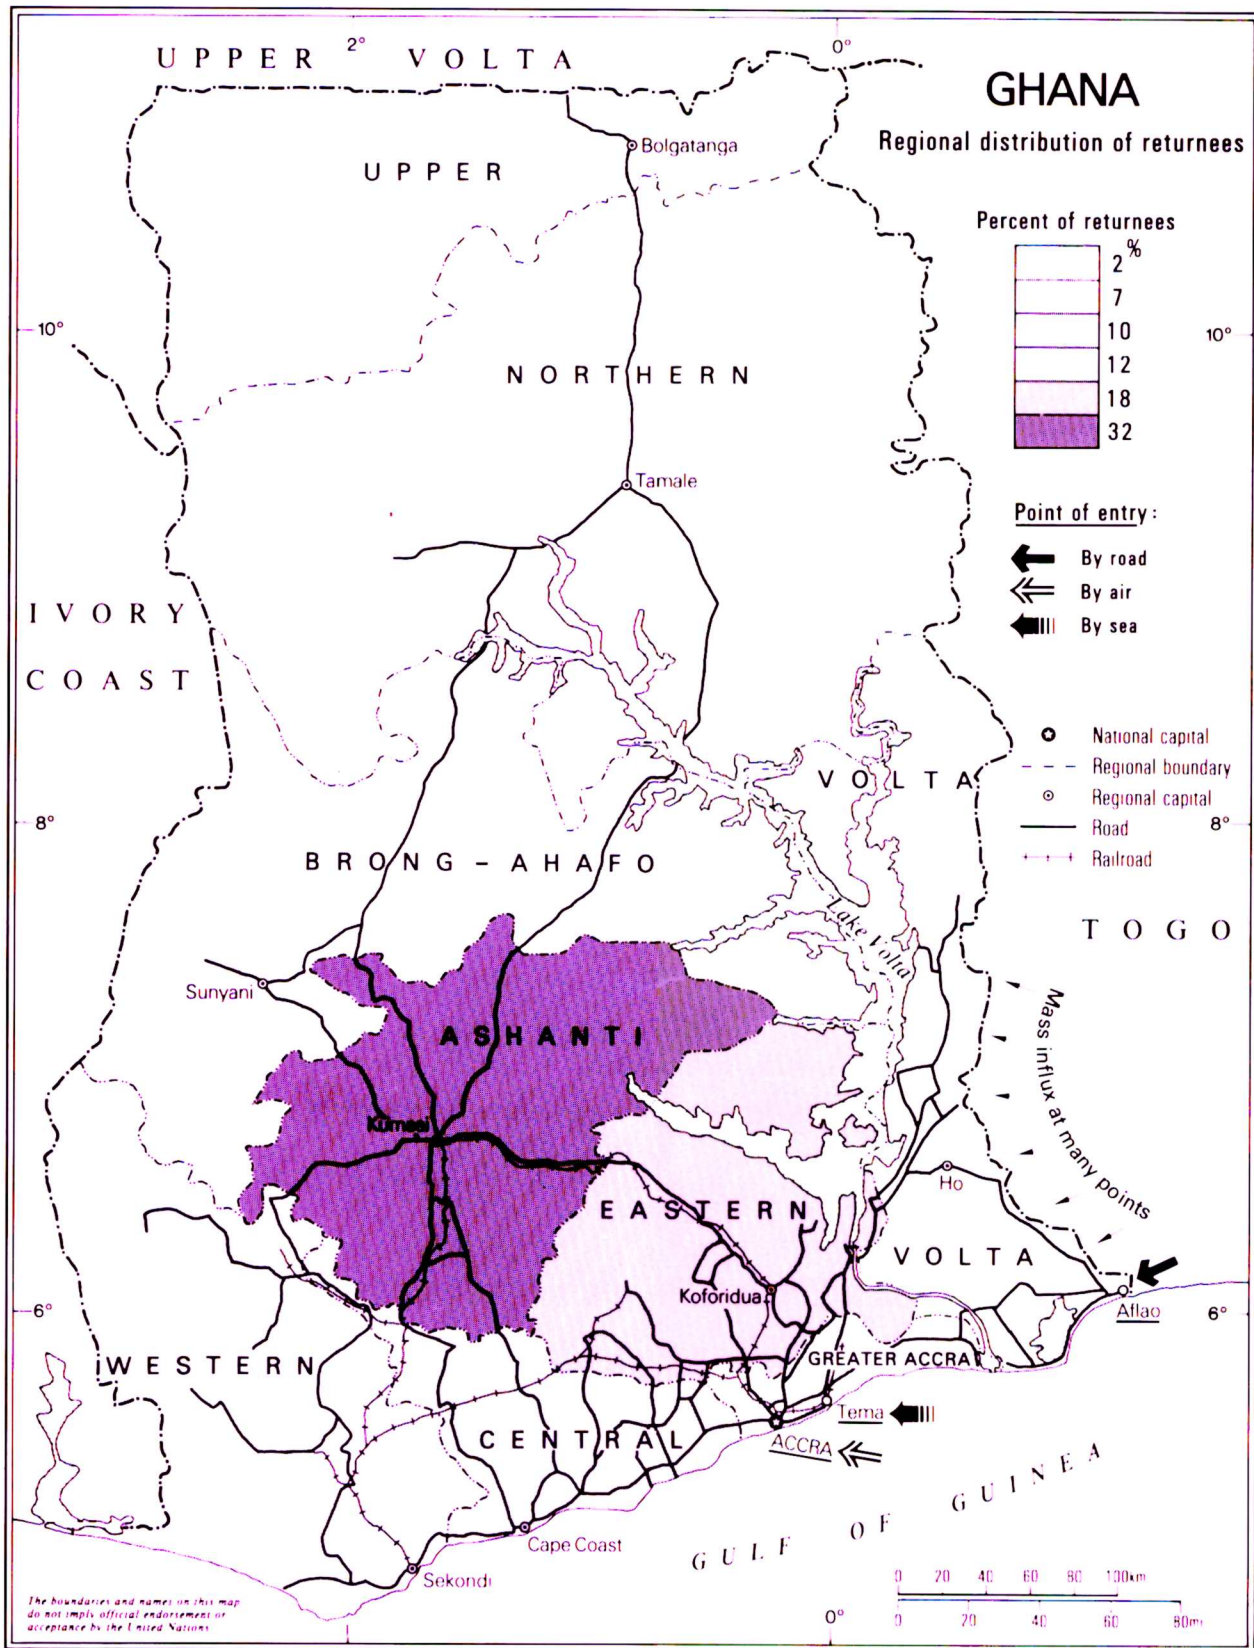 2° 0°
UPPER VOLTA
GHANA
Regional distribution of returnees
Bolgatanga
UPPER
Percent of returnees
2%
7
10
12
18
32
10° 10°
NORTHERN
Tamale
Point of entry:
By road
By air
By sea
IVORY
COAST
National capital
Regional boundary
Regional capital
Road
Railroad
VOLTA
8° 8°
BRONG-AHAFO
Lake Volta
TOGO
Sunyani
ASHANTI
Mass influx at many points
Kumasi
Ho
EASTERN
VOLTA
Koforidua
Aflao
6° 6°
WESTERN
GREATER ACCRA
Tema
CENTRAL
ACCRA
GULF OF GUINEA
Cape Coast
Sekondi
0 20 40 60 80 100km
0 20 40 60 80mi
The boundaries and names on this map
do not imply official endorsement or
acceptance by the United Nations
0°